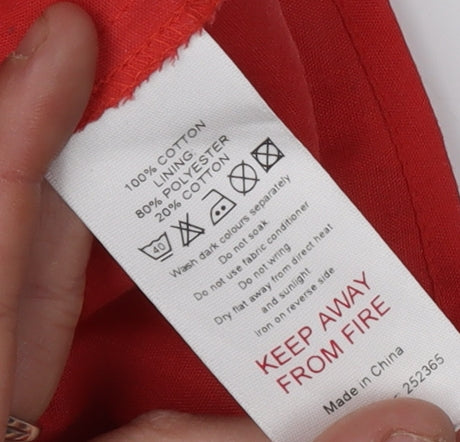 100% COTTON
LINING:
80% POLYESTER
20% COTTON
40
Wash dark colours separately
Do not soak
Do not use fabric conditioner
Do not wring
Dry flat away from direct heat
and sunlight
iron on reverse side
KEEP AWAY
FROM FIRE
Made in China
252365